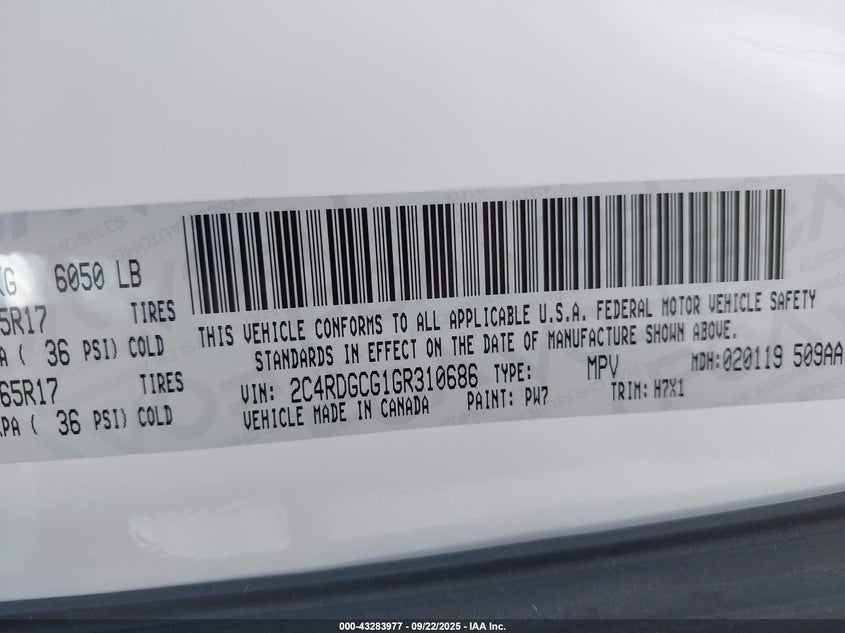 KG 6050 LB
5R17 TIRES
A ( 36 PSI) COLD
65R17 TIRES
PA ( 36 PSI) COLD
THIS VEHICLE CONFORMS TO ALL APPLICABLE U.S.A. FEDERAL MOTOR VEHICLE SAFETY
STANDARDS IN EFFECT ON THE DATE OF MANUFACTURE SHOWN ABOVE.
VIN: 2C4RDGCG1GR310686 TYPE: MPV MDH: 020119 509AA
VEHICLE MADE IN CANADA PAINT: PW7 TRIM: H7X1
000-43283977 - 09/22/2025 - IAA Inc.